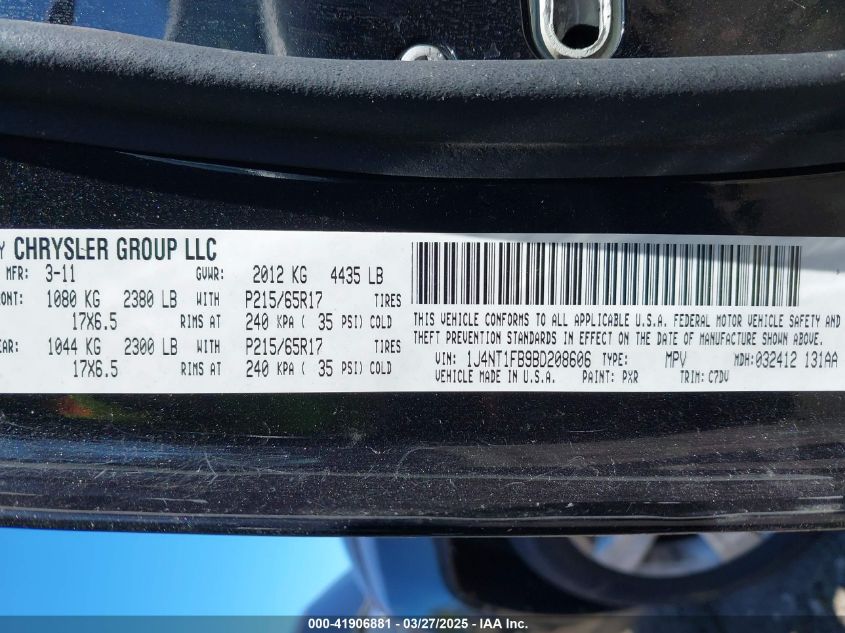 CHRYSLER GROUP LLC
MFR: 3-11 GVWR: 2012 KG 4435 LB
1080 KG 2380 LB WITH P215/65R17 TIRES
17X6.5 RIMS AT 240 KPA ( 35 PSI) COLD
1044 KG 2300 LB WITH P215/65R17 TIRES
17X6.5 RIMS AT 240 KPA ( 35 PSI) COLD
THIS VEHICLE CONFORMS TO ALL APPLICABLE U.S.A. FEDERAL MOTOR VEHICLE SAFETY AND
THEFT PREVENTION STANDARDS IN EFFECT ON THE DATE OF MANUFACTURE SHOWN ABOVE.
VIN: 1J4NT1FB9BD208606 TYPE: MPV MDH: 032412 131AA
VEHICLE MADE IN U.S.A. PAINT: PXR TRIM: C7DV
000-41906881 - 03/27/2025 - IAA Inc.